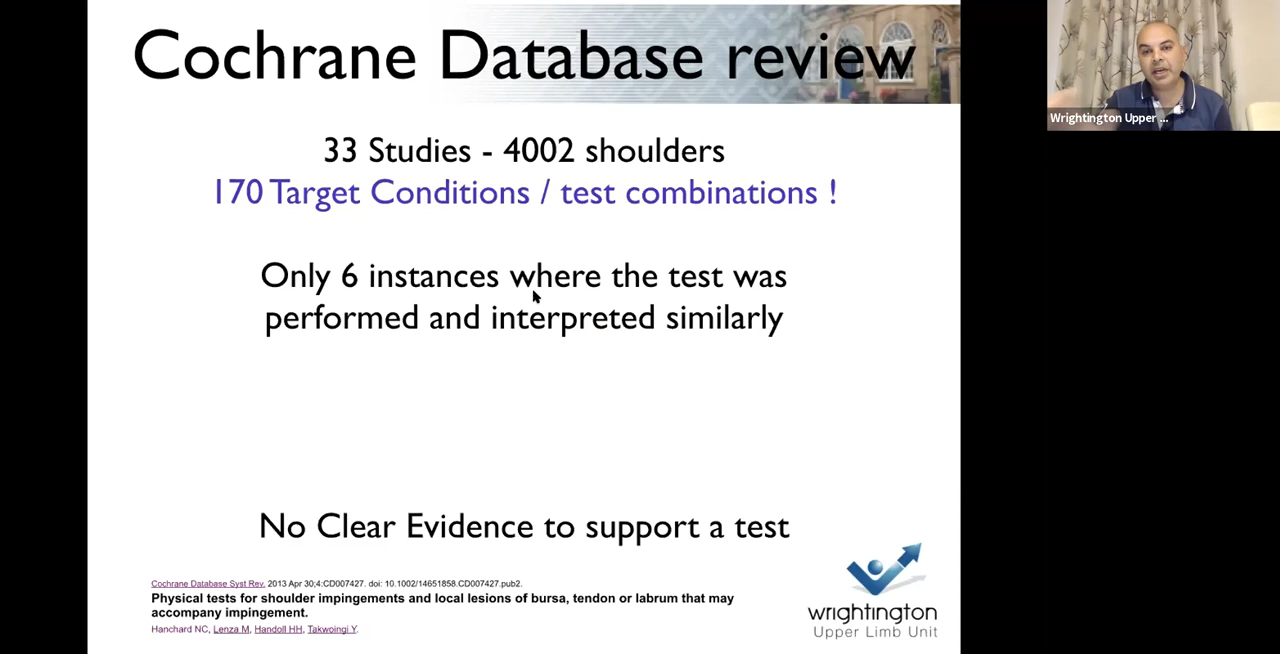 Cochrane Database review
Wrightington Upper ...
33 Studies - 4002 shoulders
170 Target Conditions / test combinations !
Only 6 instances where the test was
performed and interpreted similarly
No Clear Evidence to support a test
Cochrane Database Syst Rev. 2013 Apr 30;4:CD007427. doi: 10.1002/14651858.CD007427.pub2.
Physical tests for shoulder impingements and local lesions of bursa, tendon or labrum that may
accompany impingement.
Hanchard NC, Lenza M, Handoll HH, Takwoingi Y.
wrightington
Upper Limb Unit